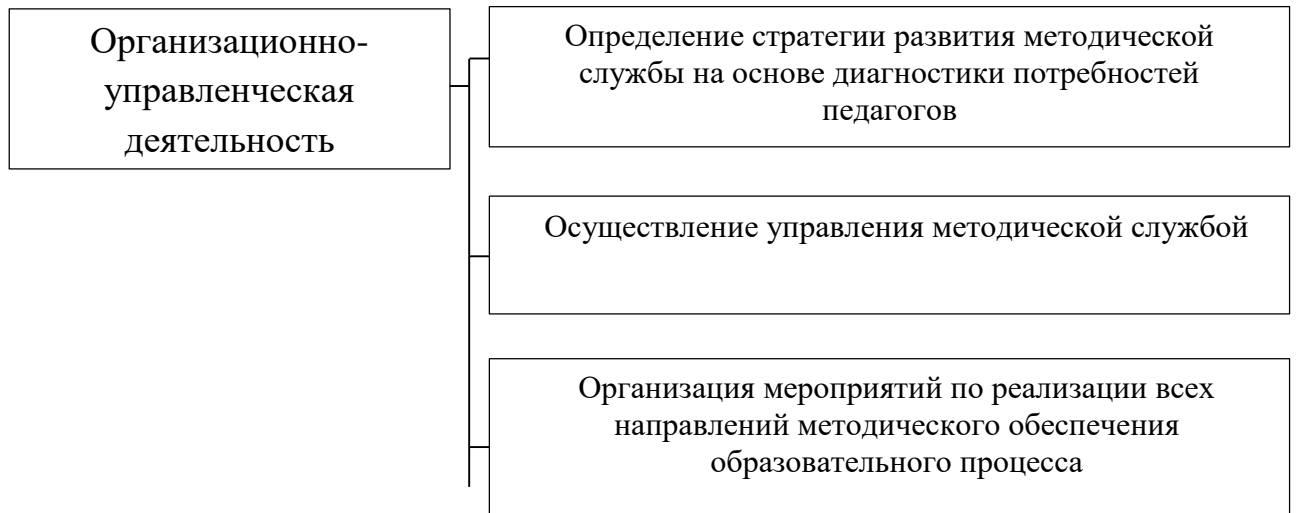 Организационно-
управленческая
деятельность
Определение стратегии развития методической
службы на основе диагностики потребностей
педагогов
Осуществление управления методической службой
Организация мероприятий по реализации всех
направлений методического обеспечения
образовательного процесса